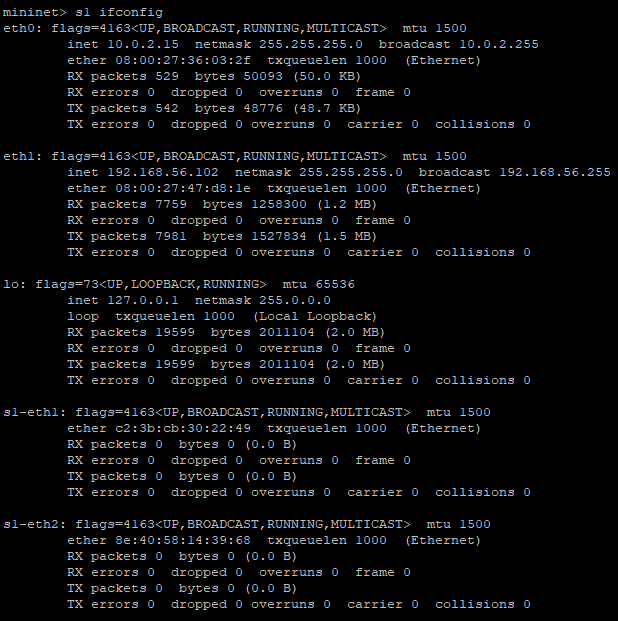 mininet> s1 ifconfig
eth0: flags=4163<UP,BROADCAST,RUNNING,MULTICAST>  mtu 1500
        inet 10.0.2.15  netmask 255.255.255.0  broadcast 10.0.2.255
        ether 08:00:27:36:03:2f  txqueuelen 1000  (Ethernet)
        RX packets 529  bytes 50093 (50.0 KB)
        RX errors 0  dropped 0  overruns 0  frame 0
        TX packets 542  bytes 48776 (48.7 KB)
        TX errors 0  dropped 0 overruns 0  carrier 0  collisions 0

eth1: flags=4163<UP,BROADCAST,RUNNING,MULTICAST>  mtu 1500
        inet 192.168.56.102  netmask 255.255.255.0  broadcast 192.168.56.255
        ether 08:00:27:47:d8:1e  txqueuelen 1000  (Ethernet)
        RX packets 7759  bytes 1258300 (1.2 MB)
        RX errors 0  dropped 0  overruns 0  frame 0
        TX packets 7981  bytes 1527834 (1.5 MB)
        TX errors 0  dropped 0 overruns 0  carrier 0  collisions 0

lo: flags=73<UP,LOOPBACK,RUNNING>  mtu 65536
        inet 127.0.0.1  netmask 255.0.0.0
        loop  txqueuelen 1000  (Local Loopback)
        RX packets 19599  bytes 2011104 (2.0 MB)
        RX errors 0  dropped 0  overruns 0  frame 0
        TX packets 19599  bytes 2011104 (2.0 MB)
        TX errors 0  dropped 0 overruns 0  carrier 0  collisions 0

s1-eth1: flags=4163<UP,BROADCAST,RUNNING,MULTICAST>  mtu 1500
        ether c2:3b:cb:30:22:49  txqueuelen 1000  (Ethernet)
        RX packets 0  bytes 0 (0.0 B)
        RX errors 0  dropped 0  overruns 0  frame 0
        TX packets 0  bytes 0 (0.0 B)
        TX errors 0  dropped 0 overruns 0  carrier 0  collisions 0

s1-eth2: flags=4163<UP,BROADCAST,RUNNING,MULTICAST>  mtu 1500
        ether 8e:40:58:14:39:68  txqueuelen 1000  (Ethernet)
        RX packets 0  bytes 0 (0.0 B)
        RX errors 0  dropped 0  overruns 0  frame 0
        TX packets 0  bytes 0 (0.0 B)
        TX errors 0  dropped 0 overruns 0  carrier 0  collisions 0